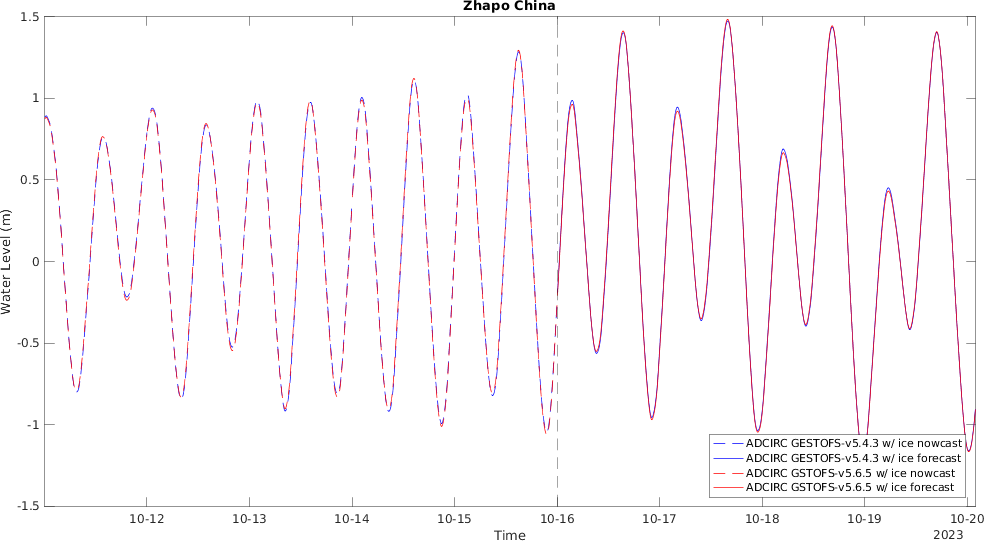 Zhapo China
Water Level (m)
1.5
1
0.5
0
-0.5
-1
-1.5
10-12
10-13
10-14
10-15
10-16
10-17
10-18
10-19
10-20
Time
2023
ADCIRC GESTOFS-v5.4.3 w/ ice nowcast
ADCIRC GESTOFS-v5.4.3 w/ ice forecast
ADCIRC GSTOFS-v5.6.5 w/ ice nowcast
ADCIRC GSTOFS-v5.6.5 w/ ice forecast